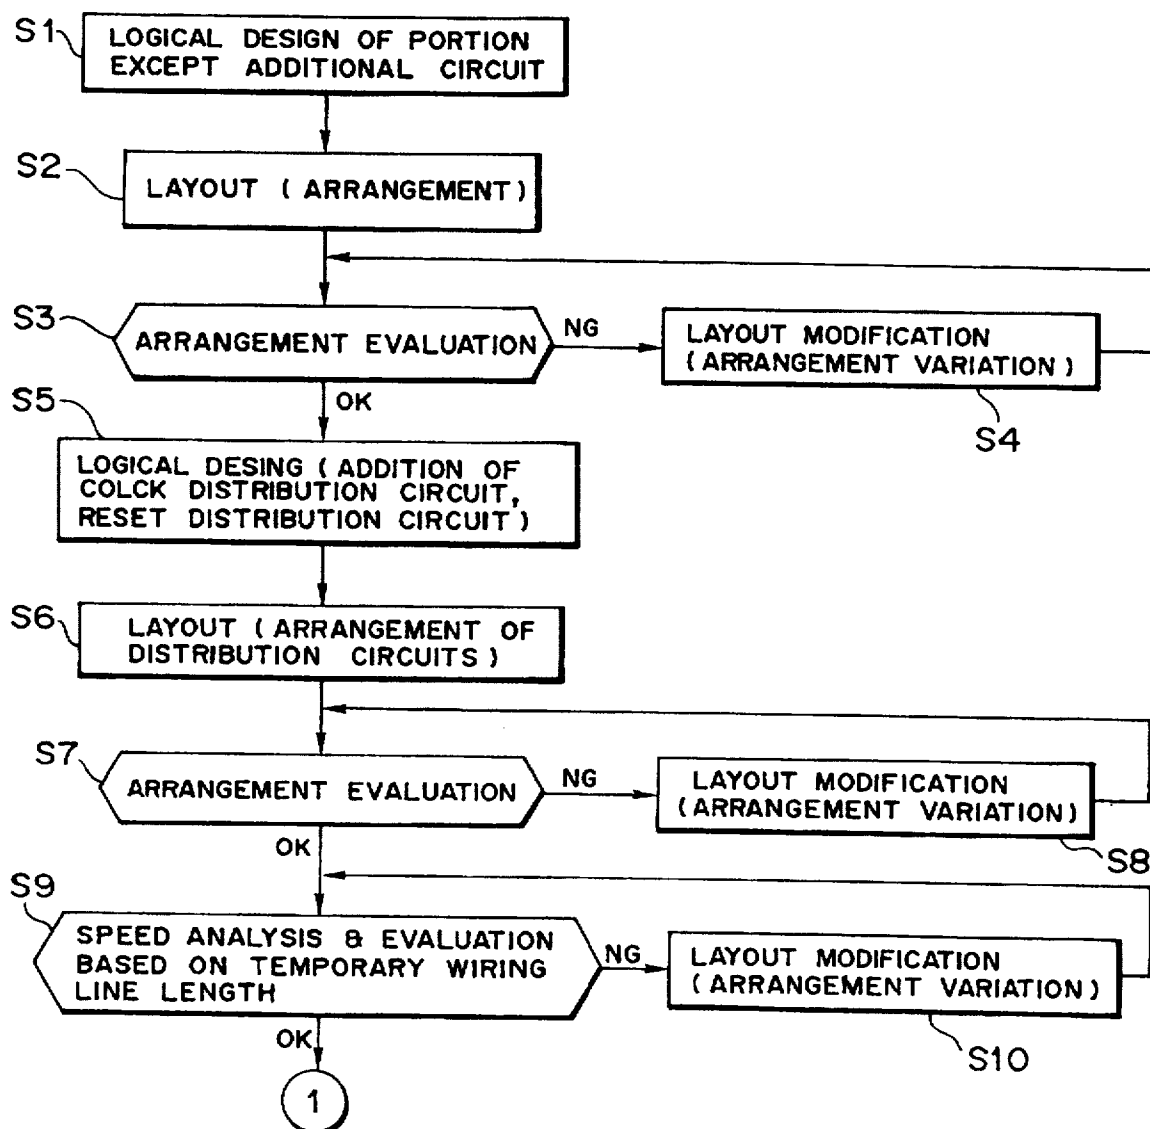 S1
LOGICAL DESIGN OF PORTION
EXCEPT ADDITIONAL CIRCUIT
S2
LAYOUT ( ARRANGEMENT )
S3
ARRANGEMENT EVALUATION
NG
LAYOUT MODIFICATION
( ARRANGEMENT VARIATION )
S4
OK
S5
LOGICAL DESING ( ADDITION OF
COLCK DISTRIBUTION CIRCUIT,
RESET DISTRIBUTION CIRCUIT )
S6
LAYOUT ( ARRANGEMENT OF
DISTRIBUTION CIRCUITS )
S7
ARRANGEMENT EVALUATION
NG
LAYOUT MODIFICATION
( ARRANGEMENT VARIATION )
S8
OK
S9
SPEED ANALYSIS & EVALUATION
BASED ON TEMPORARY WIRING
LINE LENGTH
NG
LAYOUT MODIFICATION
( ARRANGEMENT VARIATION )
S10
OK
1